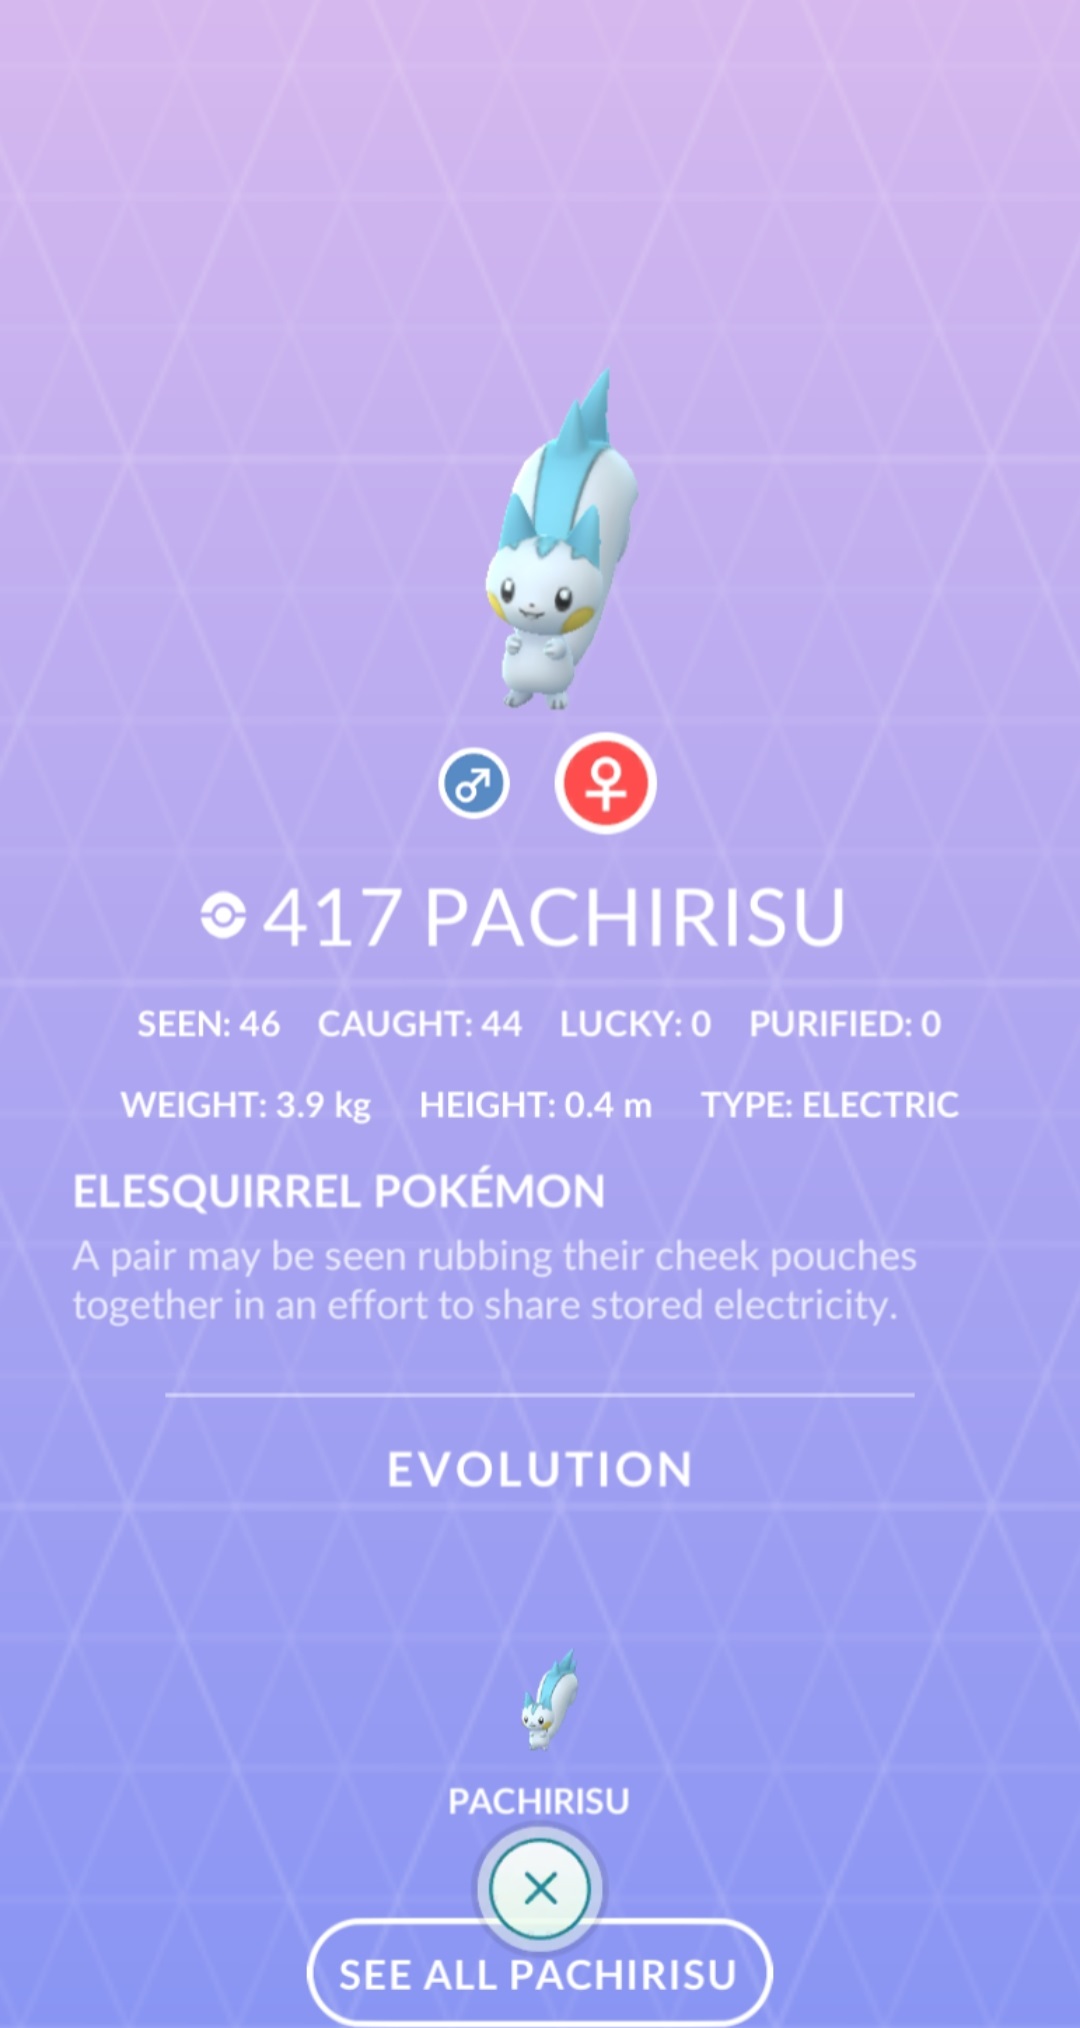 417 PACHIRISU
SEEN: 46 CAUGHT: 44 LUCKY: 0 PURIFIED: 0
WEIGHT: 3.9 kg HEIGHT: 0.4 m TYPE: ELECTRIC
ELESQUIRREL POKÉMON
A pair may be seen rubbing their cheek pouches
together in an effort to share stored electricity.
EVOLUTION
PACHIRISU
SEE ALL PACHIRISU